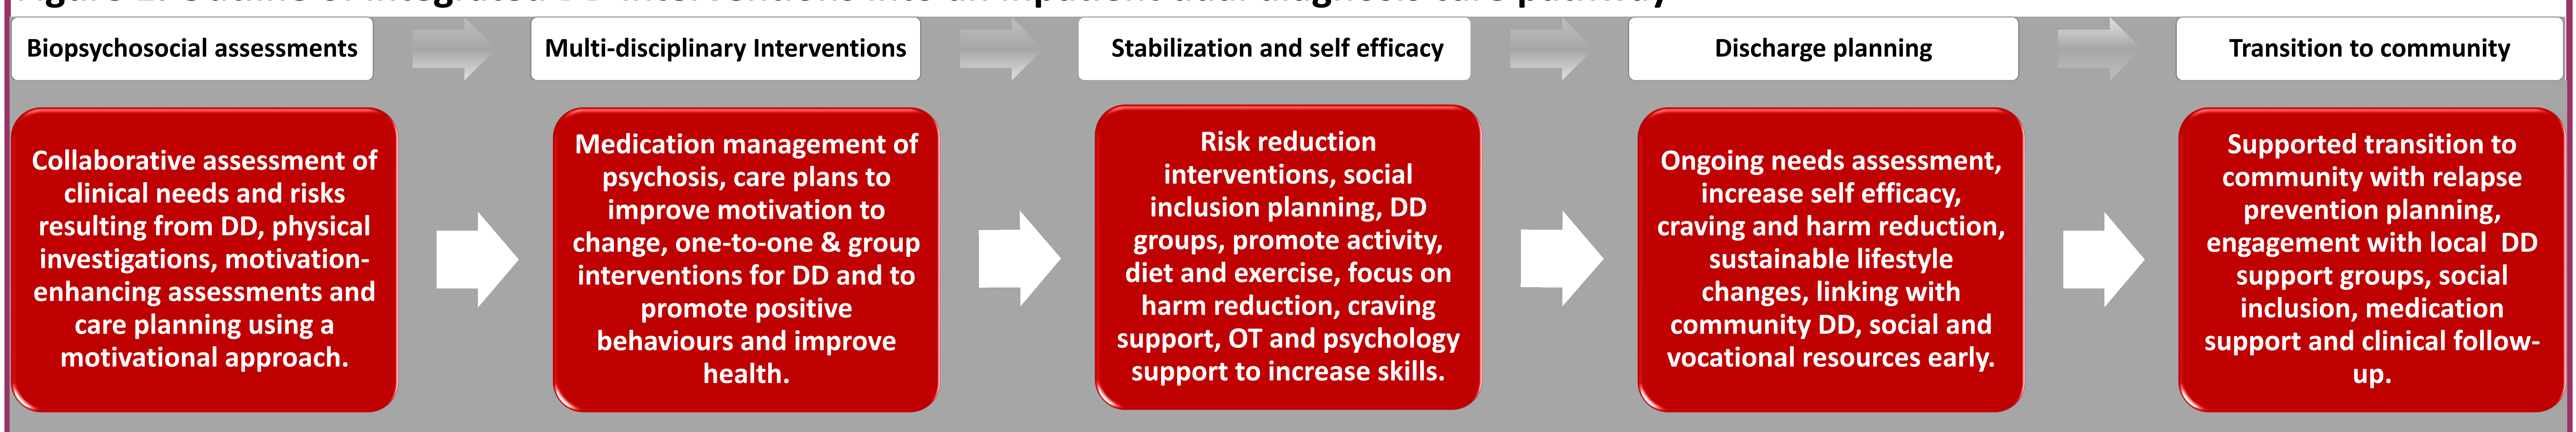 Biopsychosocial assessments
Multi-disciplinary Interventions
Stabilization and self efficacy
Discharge planning
Transition to community
Collaborative assessment of
clinical needs and risks
resulting from DD, physical
investigations, motivation-
enhancing assessments and
care planning using a
motivational approach.
Medication management of
psychosis, care plans to
improve motivation to
change, one-to-one & group
interventions for DD and to
promote positive
behaviours and improve
health.
Risk reduction
interventions, social
inclusion planning, DD
groups, promote activity,
diet and exercise, focus on
harm reduction, craving
support, OT and psychology
support to increase skills.
Ongoing needs assessment,
increase self efficacy,
craving and harm reduction,
sustainable lifestyle
changes, linking with
community DD, social and
vocational resources early.
Supported transition to
community with relapse
prevention planning,
engagement with local  DD
support groups, social
inclusion, medication
support and clinical follow-
up.